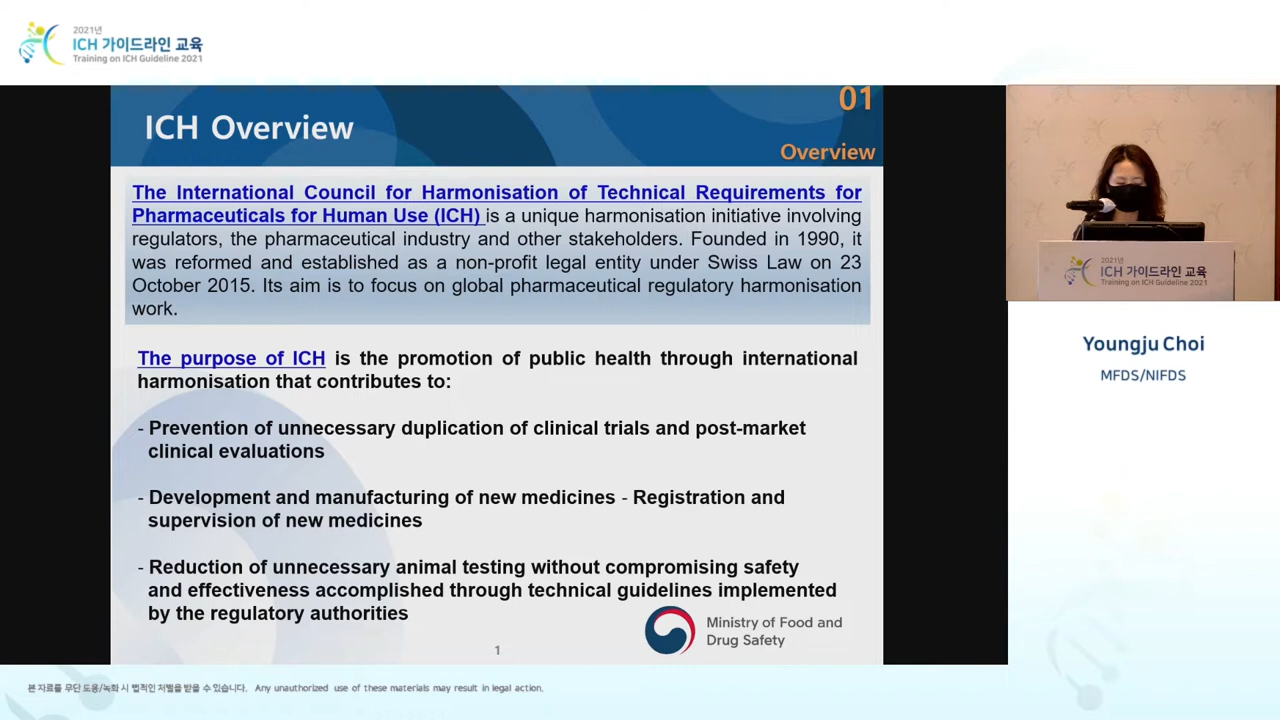 2021년
ICH 가이드라인 교육
Training on ICH Guideline 2021
01
ICH Overview
Overview
The International Council for Harmonisation of Technical Requirements for
Pharmaceuticals for Human Use (ICH) is a unique harmonisation initiative involving
regulators, the pharmaceutical industry and other stakeholders. Founded in 1990, it
was reformed and established as a non-profit legal entity under Swiss Law on 23
October 2015. Its aim is to focus on global pharmaceutical regulatory harmonisation
work.
The purpose of ICH is the promotion of public health through international
harmonisation that contributes to:
- Prevention of unnecessary duplication of clinical trials and post-market
clinical evaluations
- Development and manufacturing of new medicines - Registration and
supervision of new medicines
- Reduction of unnecessary animal testing without compromising safety
and effectiveness accomplished through technical guidelines implemented
by the regulatory authorities
Ministry of Food and
Drug Safety
1
2021년
ICH 가이드라인 교육
Training on ICH Guideline 2021
Youngju Choi
MFDS/NIFDS
본 자료를 무단 도용/녹화 시 법적인 처벌을 받을 수 있습니다. Any unauthorized use of these materials may result in legal action.